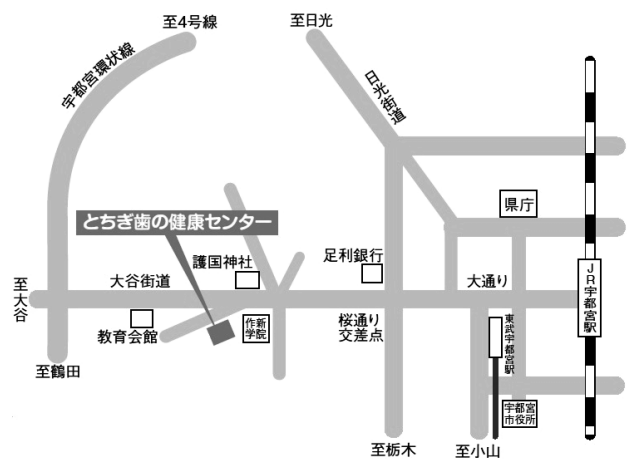 至4号線
至日光
宇都宮環状線
日光街道
県庁
とちぎ歯の健康センター
護国神社
足利銀行
至大谷
大谷街道
大通り
JR宇都宮駅
教育会館
作新
学院
桜通り
交差点
東武宇都宮駅
至鶴田
宇都宮
市役所
至栃木
至小山